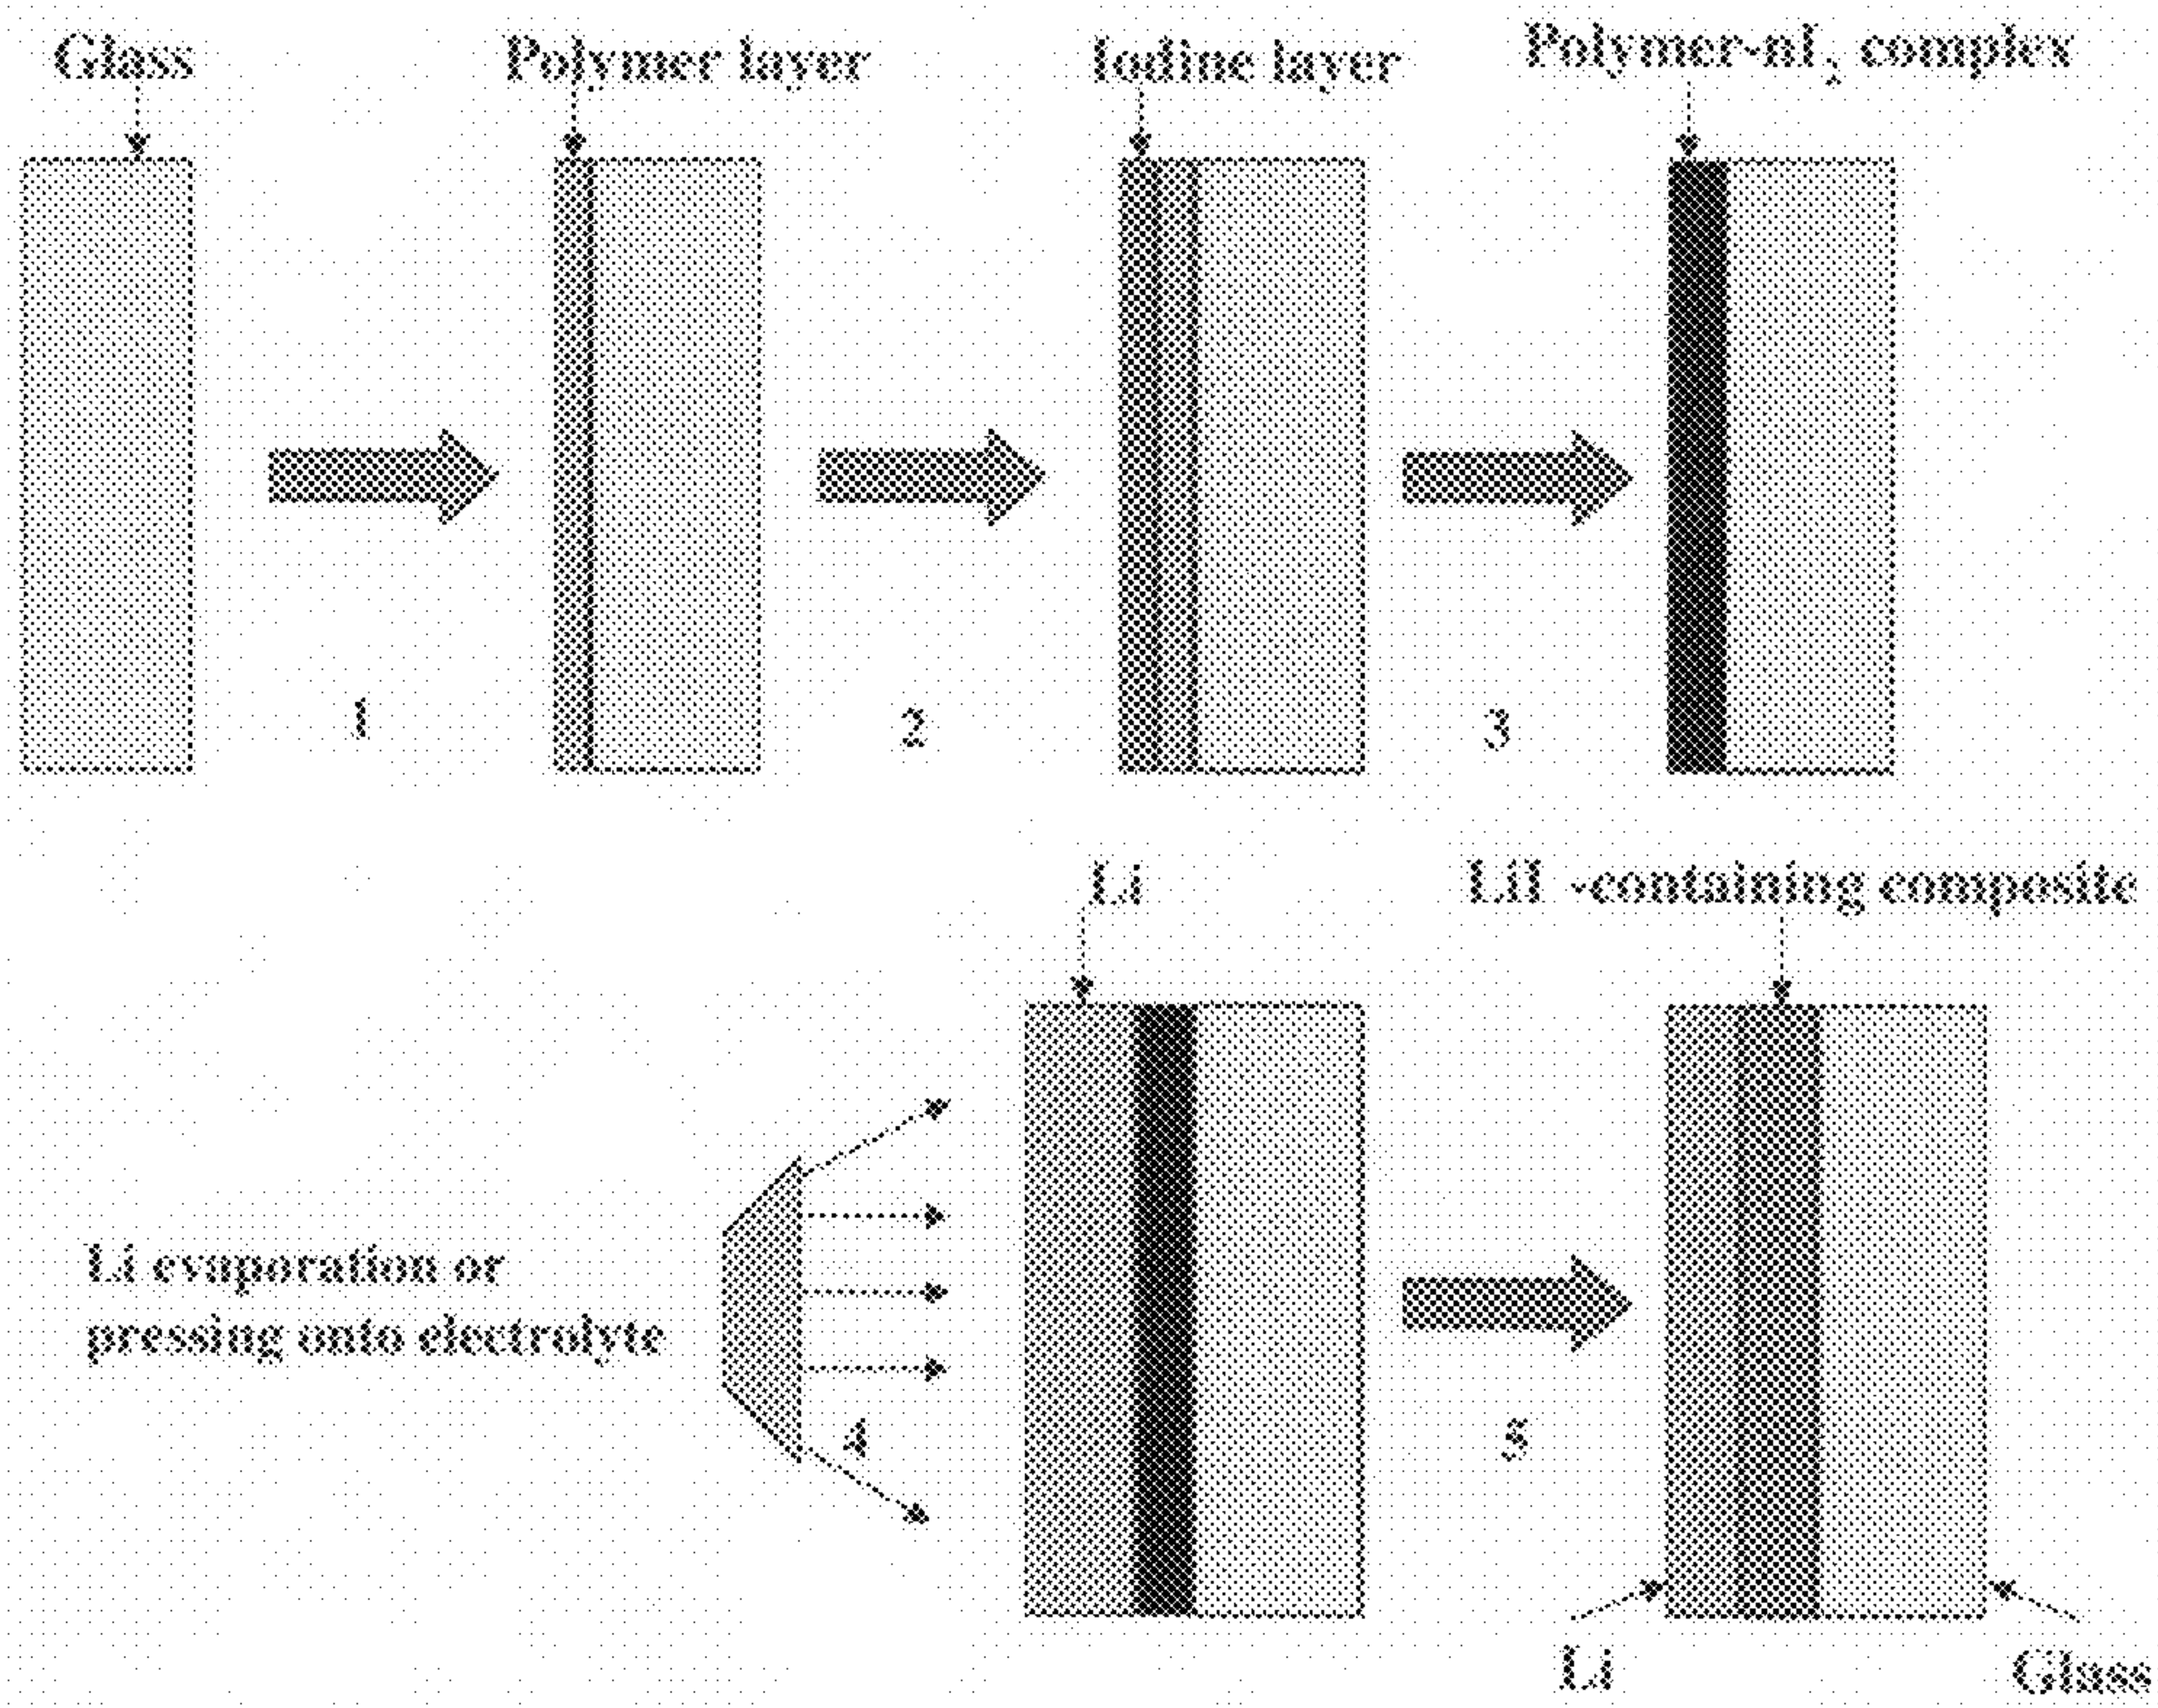 Glass
Polymer layer
Iodine layer
Polymer-nI₂ complex
1
2
3
Li
LiI -containing composite
Li evaporation or
pressing onto electrolyte
4
5
Li
Glass